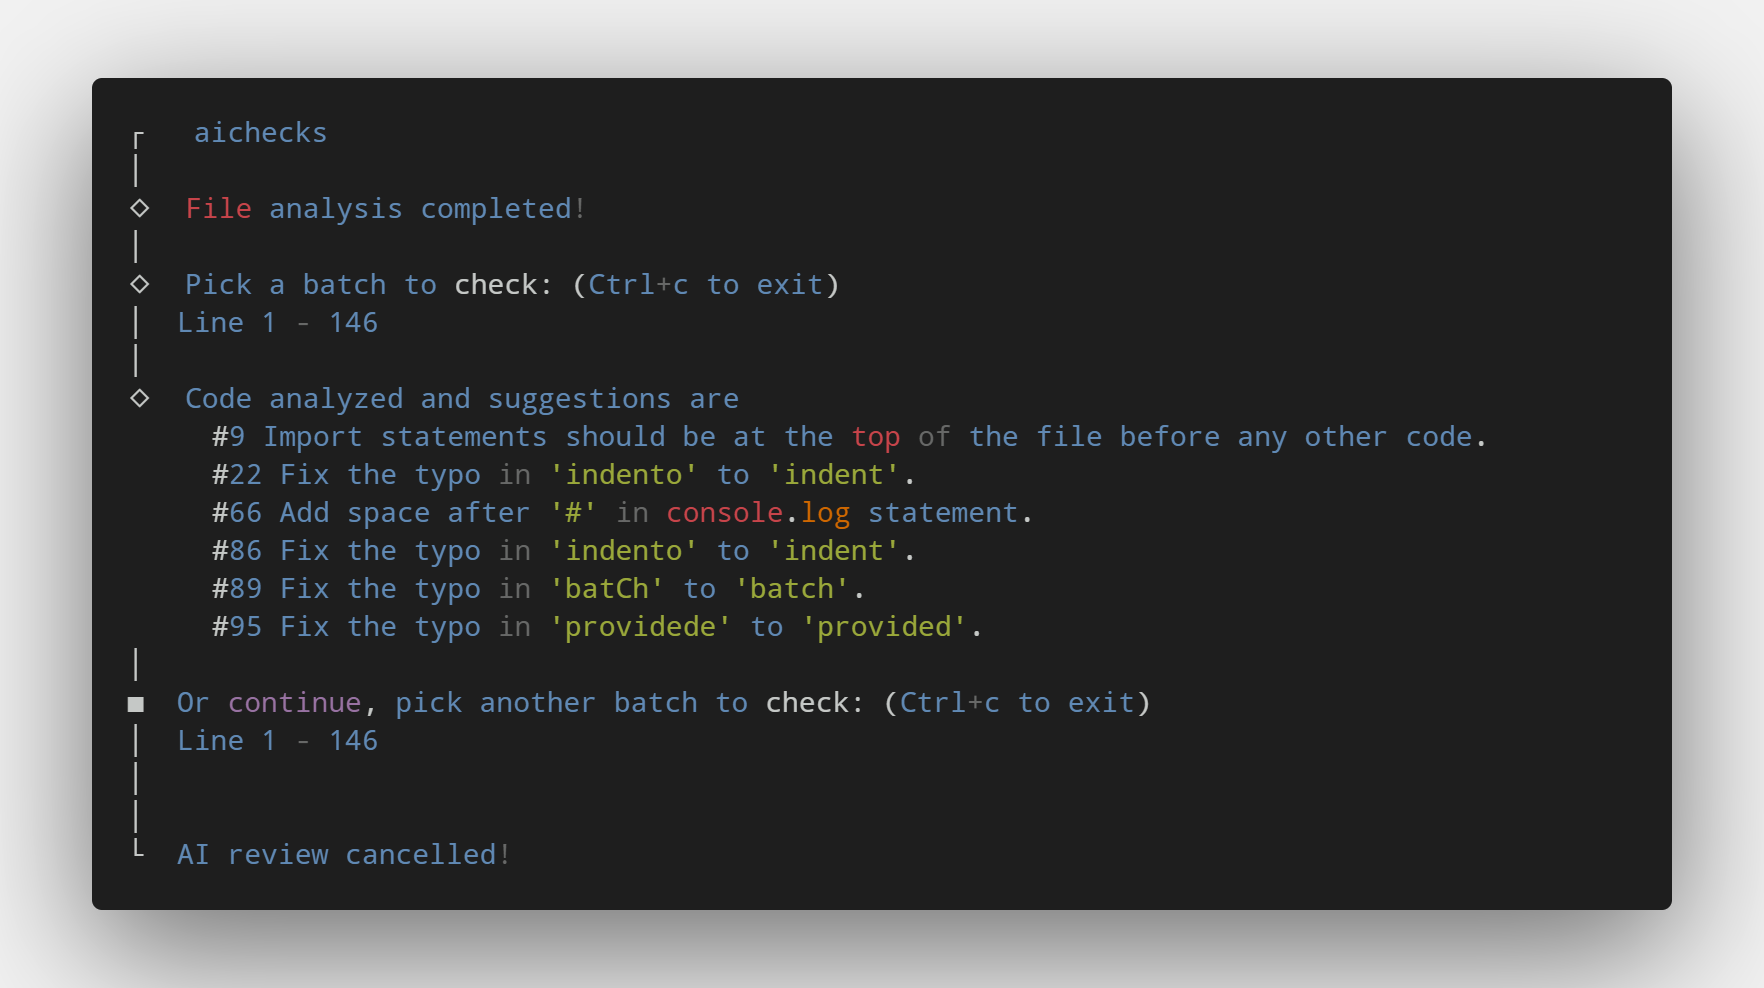 ┌   aichecks
│
◇  File analysis completed!
│
◇  Pick a batch to check: (Ctrl+c to exit)
│  Line 1 - 146
│
◇  Code analyzed and suggestions are
#9 Import statements should be at the top of the file before any other code.
#22 Fix the typo in 'indento' to 'indent'.
#66 Add space after '#' in console.log statement.
#86 Fix the typo in 'indento' to 'indent'.
#89 Fix the typo in 'batCh' to 'batch'.
#95 Fix the typo in 'providede' to 'provided'.
│
■  Or continue, pick another batch to check: (Ctrl+c to exit)
│  Line 1 - 146
│
│
└  AI review cancelled!